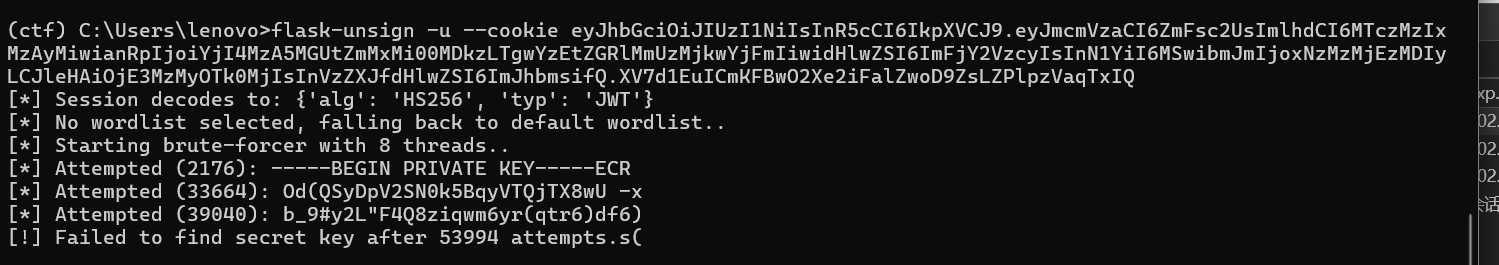 (ctf) C:\Users\lenovo>flask-unsign -u --cookie eyJhbGciOiJIUzI1NiIsInR5cCI6IkpXVCJ9.eyJmcmVzaCI6ZmFsc2UsImlhdCI6MTczMzIx
MzAyMiwianRpIjoiYjI4MzA5MGUtZmMxMi00MDkzLTgwYzEtZGRlMmUzMjkwYjFmIiwidHlwZSI6ImFjY2VzcyIsInN1YiI6MSwibmJmIjoxNzMzMjEzMDIy
LCJleHAiOjE3MzMyOTk0MjIsInVzZXJfdHlwZSI6ImJhbmsifQ.XV7d1EuICmKFBwO2Xe2iFalZwoD9ZsLZPlpzVaqTxIQ
[*] Session decodes to: {'alg': 'HS256', 'typ': 'JWT'}
[*] No wordlist selected, falling back to default wordlist..
[*] Starting brute-forcer with 8 threads..
[*] Attempted (2176): -----BEGIN PRIVATE KEY-----ECR
[*] Attempted (33664): Od(QSyDpV2SN0k5BqyVTQjTX8wU -x
[*] Attempted (39040): b_9#y2L"F4Q8ziqwm6yr(qtr6)df6)
[!] Failed to find secret key after 53994 attempts.s(
xp.
02.
02.
02.
话